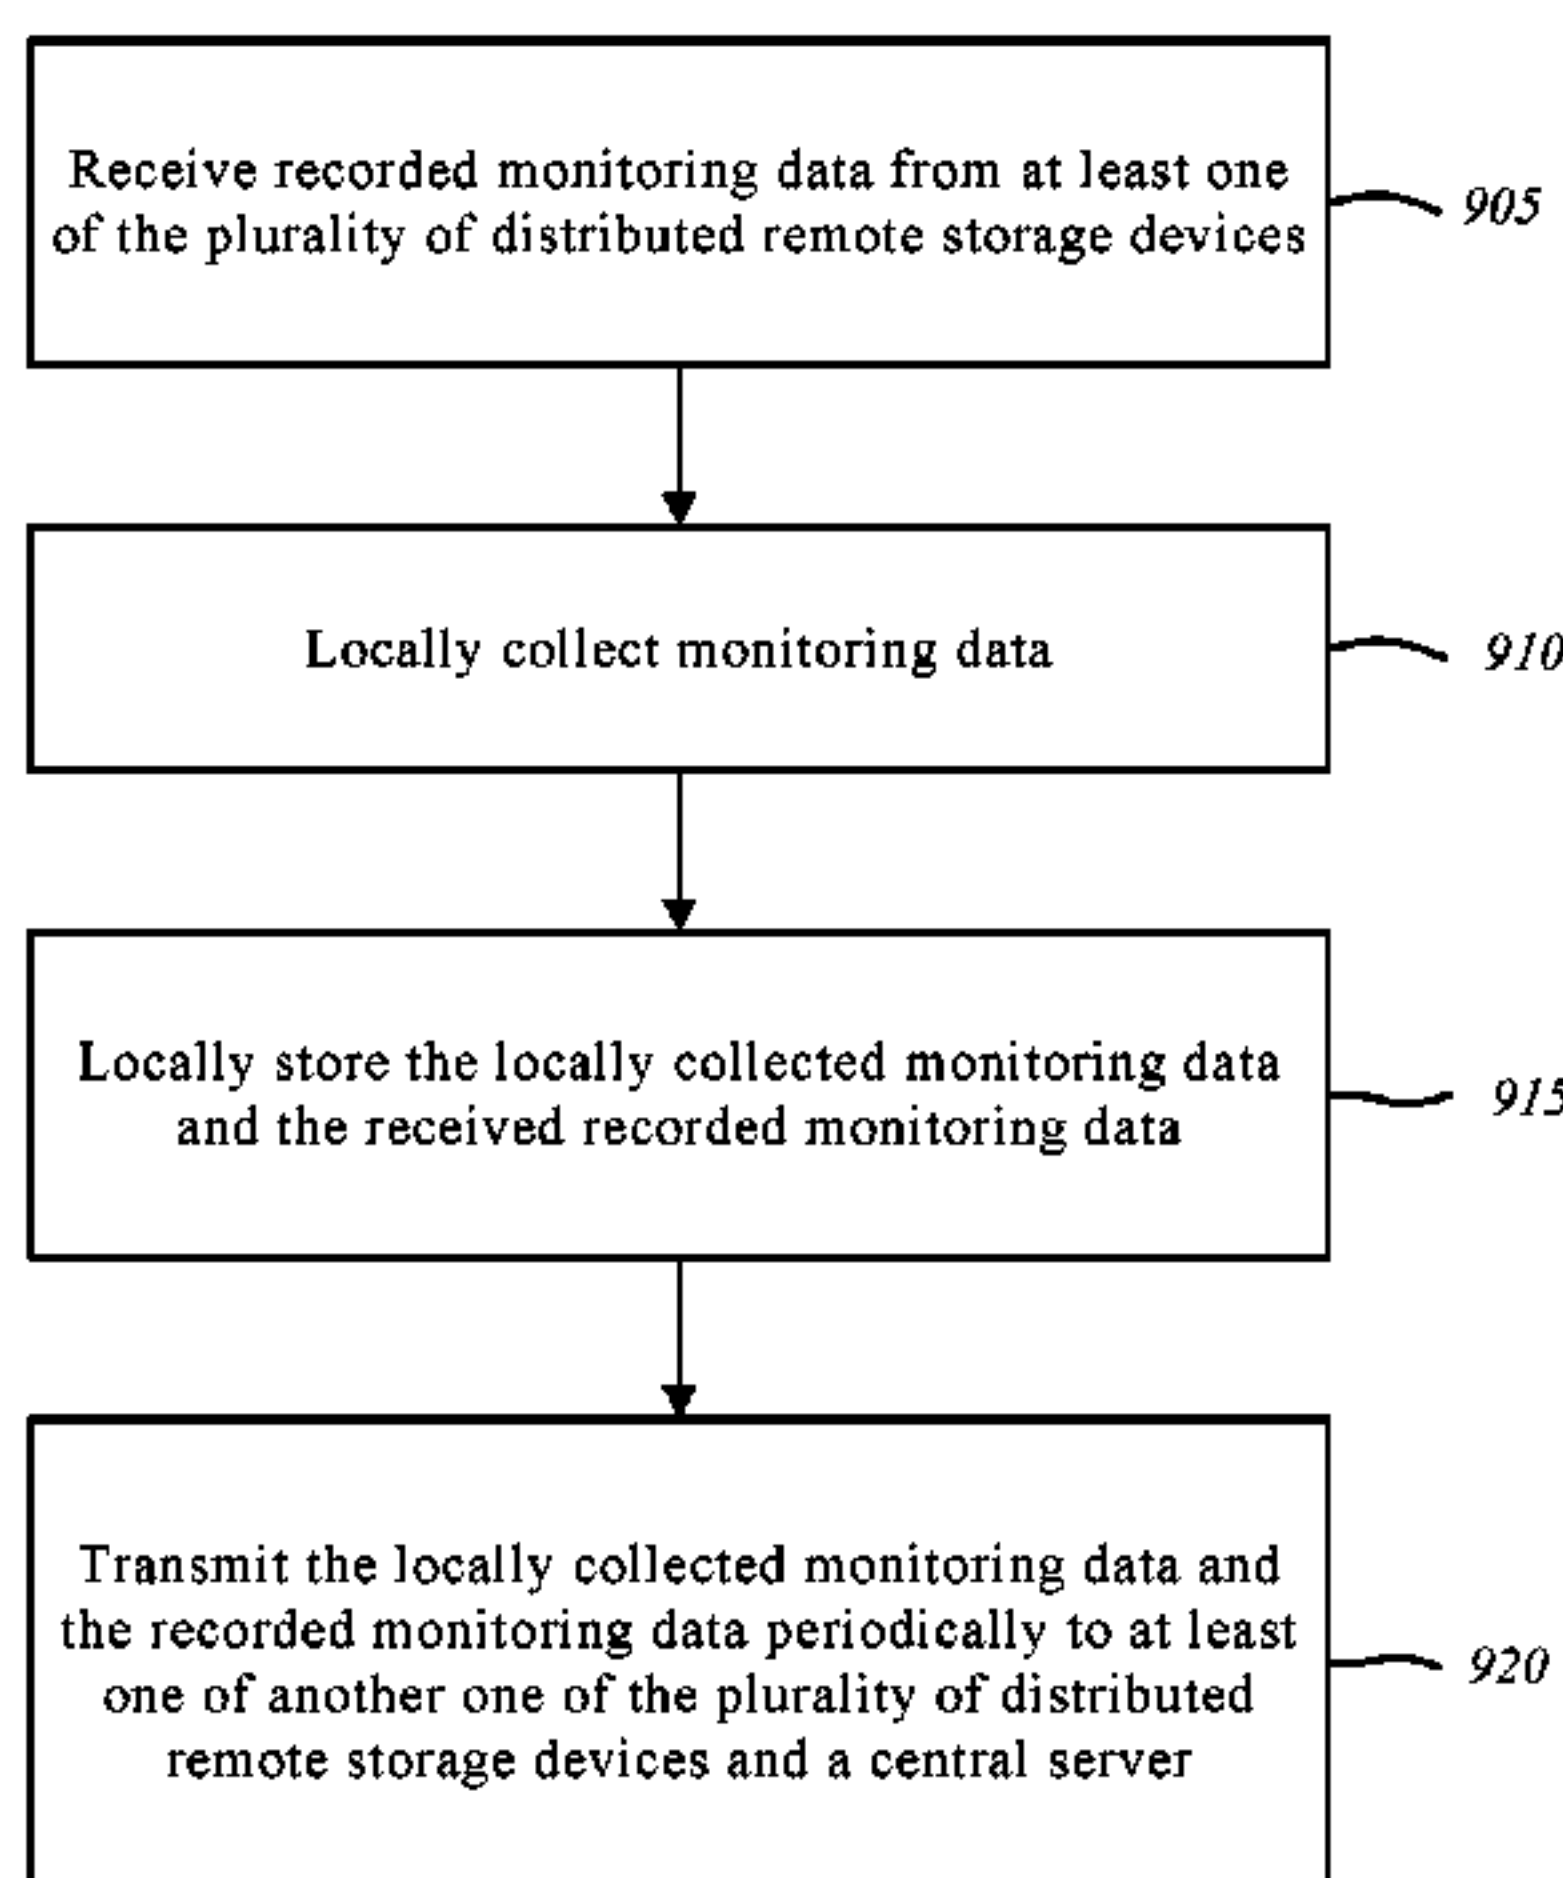 Receive recorded monitoring data from at least one
of the plurality of distributed remote storage devices
905
Locally collect monitoring data
910
Locally store the locally collected monitoring data
and the received recorded monitoring data
915
Transmit the locally collected monitoring data and
the recorded monitoring data periodically to at least
one of another one of the plurality of distributed
remote storage devices and a central server
920